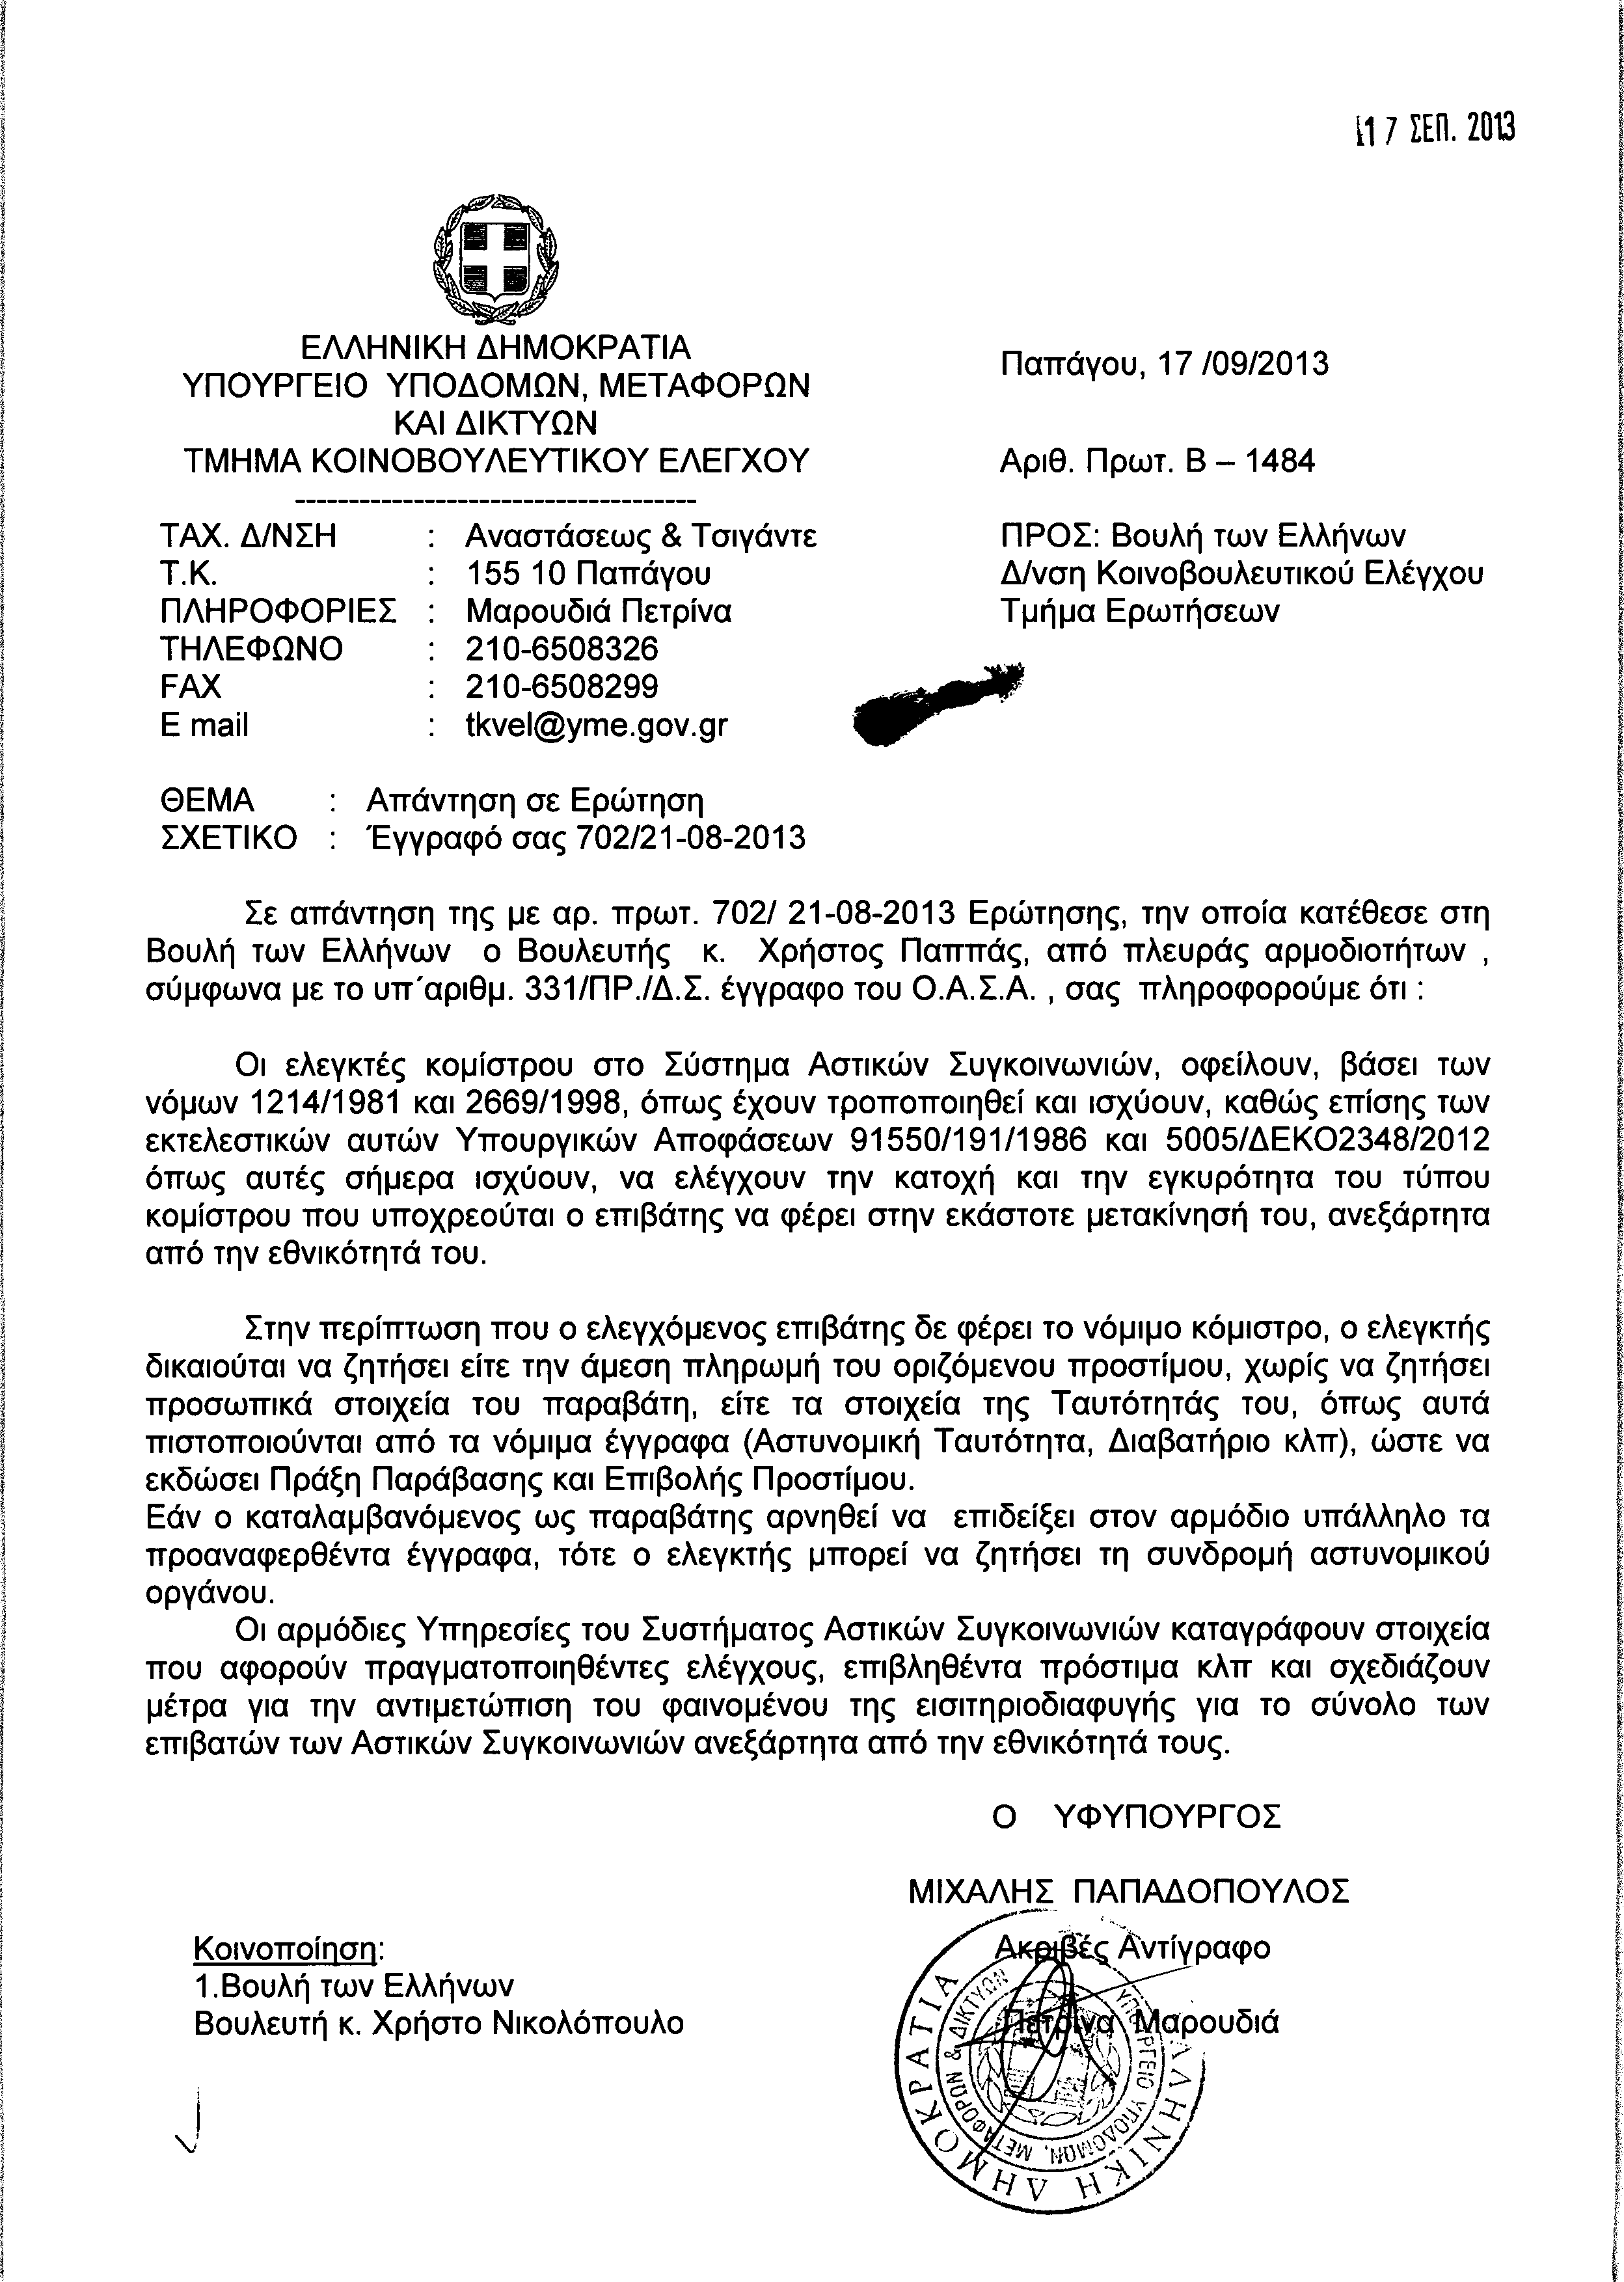 17 ΣΕΠ. 2013
ΕΛΛΗΝΙΚΗ ΔΗΜΟΚΡΑΤΙΑ
ΥΠΟΥΡΓΕΙΟ ΥΠΟΔΟΜΩΝ, ΜΕΤΑΦΟΡΩΝ
ΚΑΙ ΔΙΚΤΥΩΝ
ΤΜΗΜΑ ΚΟΙΝΟΒΟΥΛΕΥΤΙΚΟΥ ΕΛΕΓΧΟΥ
-------------------------------------
ΤΑΧ. Δ/ΝΣΗ : Αναστάσεως & Τσιγάντε
Τ.Κ. : 155 10 Παπάγου
ΠΛΗΡΟΦΟΡΙΕΣ : Μαρουδιά Πετρίνα
ΤΗΛΕΦΩΝΟ : 210-6508326
FAX : 210-6508299
E mail : tkvel@yme.gov.gr
Παπάγου, 17 /09/2013
Αριθ. Πρωτ. Β – 1484
ΠΡΟΣ: Βουλή των Ελλήνων
Δ/νση Κοινοβουλευτικού Ελέγχου
Τμήμα Ερωτήσεων
ΘΕΜΑ : Απάντηση σε Ερώτηση
ΣΧΕΤΙΚΟ : Έγγραφό σας 702/21-08-2013
Σε απάντηση της με αρ. πρωτ. 702/ 21-08-2013 Ερώτησης, την οποία κατέθεσε στη
Βουλή των Ελλήνων ο Βουλευτής κ. Χρήστος Παππάς, από πλευράς αρμοδιοτήτων ,
σύμφωνα με το υπ΄αριθμ. 331/ΠΡ./Δ.Σ. έγγραφο του Ο.Α.Σ.Α. , σας πληροφορούμε ότι :
Οι ελεγκτές κομίστρου στο Σύστημα Αστικών Συγκοινωνιών, οφείλουν, βάσει των
νόμων 1214/1981 και 2669/1998, όπως έχουν τροποποιηθεί και ισχύουν, καθώς επίσης των
εκτελεστικών αυτών Υπουργικών Αποφάσεων 91550/191/1986 και 5005/ΔΕΚΟ2348/2012
όπως αυτές σήμερα ισχύουν, να ελέγχουν την κατοχή και την εγκυρότητα του τύπου
κομίστρου που υποχρεούται ο επιβάτης να φέρει στην εκάστοτε μετακίνησή του, ανεξάρτητα
από την εθνικότητά του.
Στην περίπτωση που ο ελεγχόμενος επιβάτης δε φέρει το νόμιμο κόμιστρο, ο ελεγκτής
δικαιούται να ζητήσει είτε την άμεση πληρωμή του οριζόμενου προστίμου, χωρίς να ζητήσει
προσωπικά στοιχεία του παραβάτη, είτε τα στοιχεία της Ταυτότητάς του, όπως αυτά
πιστοποιούνται από τα νόμιμα έγγραφα (Αστυνομική Ταυτότητα, Διαβατήριο κλπ), ώστε να
εκδώσει Πράξη Παράβασης και Επιβολής Προστίμου.
Εάν ο καταλαμβανόμενος ως παραβάτης αρνηθεί να επιδείξει στον αρμόδιο υπάλληλο τα
προαναφερθέντα έγγραφα, τότε ο ελεγκτής μπορεί να ζητήσει τη συνδρομή αστυνομικού
οργάνου.
Οι αρμόδιες Υπηρεσίες του Συστήματος Αστικών Συγκοινωνιών καταγράφουν στοιχεία
που αφορούν πραγματοποιηθέντες ελέγχους, επιβληθέντα πρόστιμα κλπ και σχεδιάζουν
μέτρα για την αντιμετώπιση του φαινομένου της εισιτηριοδιαφυγής για το σύνολο των
επιβατών των Αστικών Συγκοινωνιών ανεξάρτητα από την εθνικότητά τους.
Ο ΥΦΥΠΟΥΡΓΟΣ
ΜΙΧΑΛΗΣ ΠΑΠΑΔΟΠΟΥΛΟΣ
Ακριβές Αντίγραφο
Πετρίνα Μαρουδιά
ΕΛΛΗΝΙΚΗ ΔΗΜΟΚΡΑΤΙΑ
ΥΠΟΥΡΓΕΙΟ ΥΠΟΔΟΜΩΝ, ΜΕΤΑΦΟΡΩΝ & ΔΙΚΤΥΩΝ
Κοινοποίηση:
1.Βουλή των Ελλήνων
Βουλευτή κ. Χρήστο Νικολόπουλο